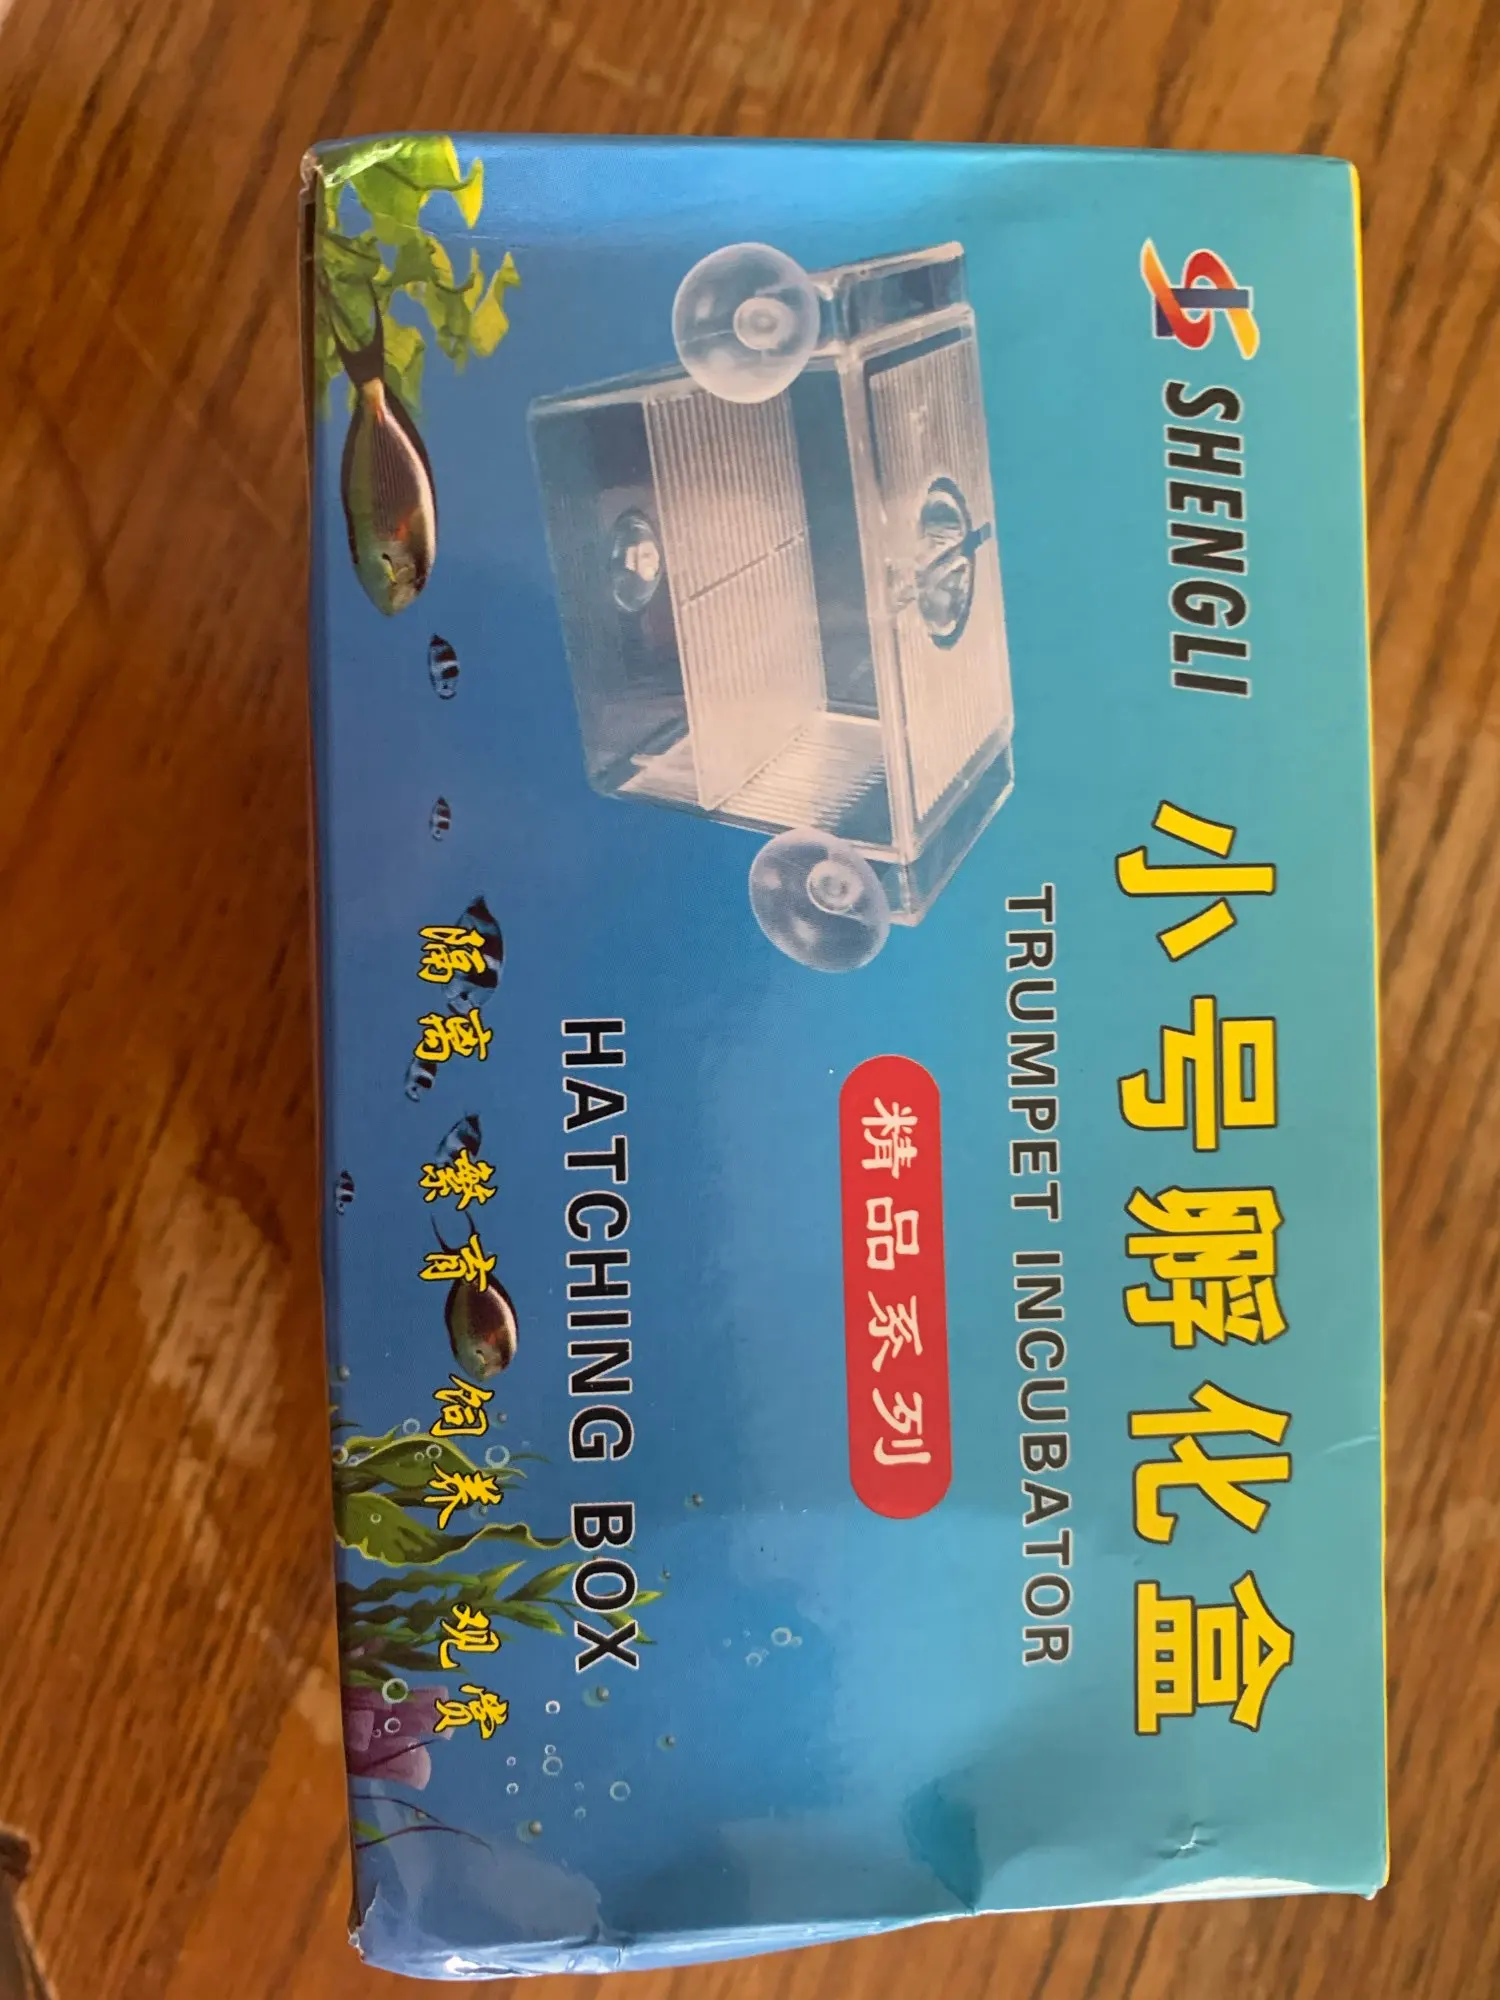 SHENGLI
小号孵化盒
TRUMPET INCUBATOR
精品系列
HATCHING BOX
隔离 繁育 饲养 观赏